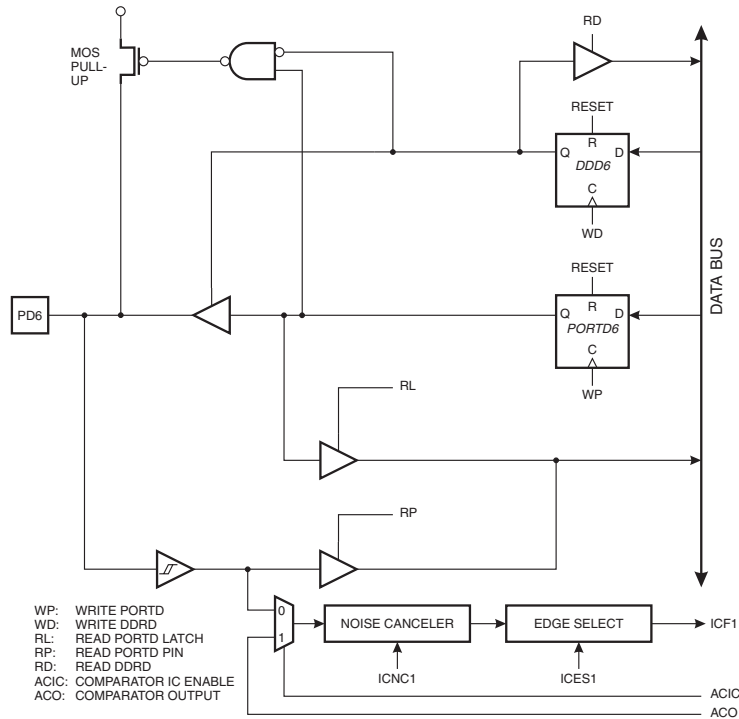 RD
MOS
PULL-
UP
RESET
R
Q
D
DDD6
C
WD
DATA BUS
RESET
R
Q
D
PORTD6
C
WP
PD6
RL
RP
0
1
NOISE CANCELER
EDGE SELECT
ICF1
ICNC1
ICES1
ACIC
ACO
WP: WRITE PORTD
WD: WRITE DDRD
RL: READ PORTD LATCH
RP: READ PORTD PIN
RD: READ DDRD
ACIC: COMPARATOR IC ENABLE
ACO: COMPARATOR OUTPUT